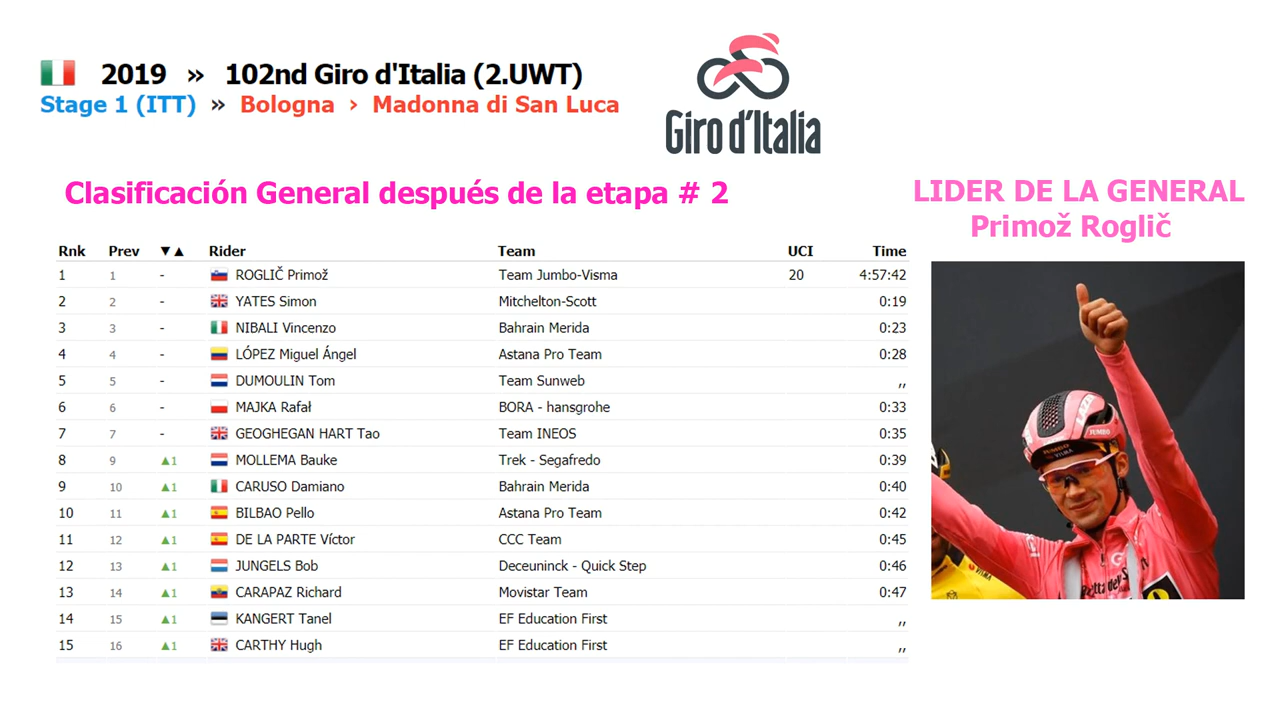 2019 » 102nd Giro d'Italia (2.UWT)
Stage 1 (ITT) » Bologna › Madonna di San Luca
Giro d'Italia
Clasificación General después de la etapa # 2
LIDER DE LA GENERAL
Primož Roglič
Rnk Prev ▼▲ Rider Team UCI Time
1 1 - ROGLIČ Primož Team Jumbo-Visma 20 4:57:42
2 2 - YATES Simon Mitchelton-Scott 0:19
3 3 - NIBALI Vincenzo Bahrain Merida 0:23
4 4 - LÓPEZ Miguel Ángel Astana Pro Team 0:28
5 5 - DUMOULIN Tom Team Sunweb ,,
6 6 - MAJKA Rafał BORA - hansgrohe 0:33
7 7 - GEOGHEGAN HART Tao Team INEOS 0:35
8 9 ▲1 MOLLEMA Bauke Trek - Segafredo 0:39
9 10 ▲1 CARUSO Damiano Bahrain Merida 0:40
10 11 ▲1 BILBAO Pello Astana Pro Team 0:42
11 12 ▲1 DE LA PARTE Víctor CCC Team 0:45
12 13 ▲1 JUNGELS Bob Deceuninck - Quick Step 0:46
13 14 ▲1 CARAPAZ Richard Movistar Team 0:47
14 15 ▲1 KANGERT Tanel EF Education First ,,
15 16 ▲1 CARTHY Hugh EF Education First ,,
JUMBO
JUMBO
VISMA